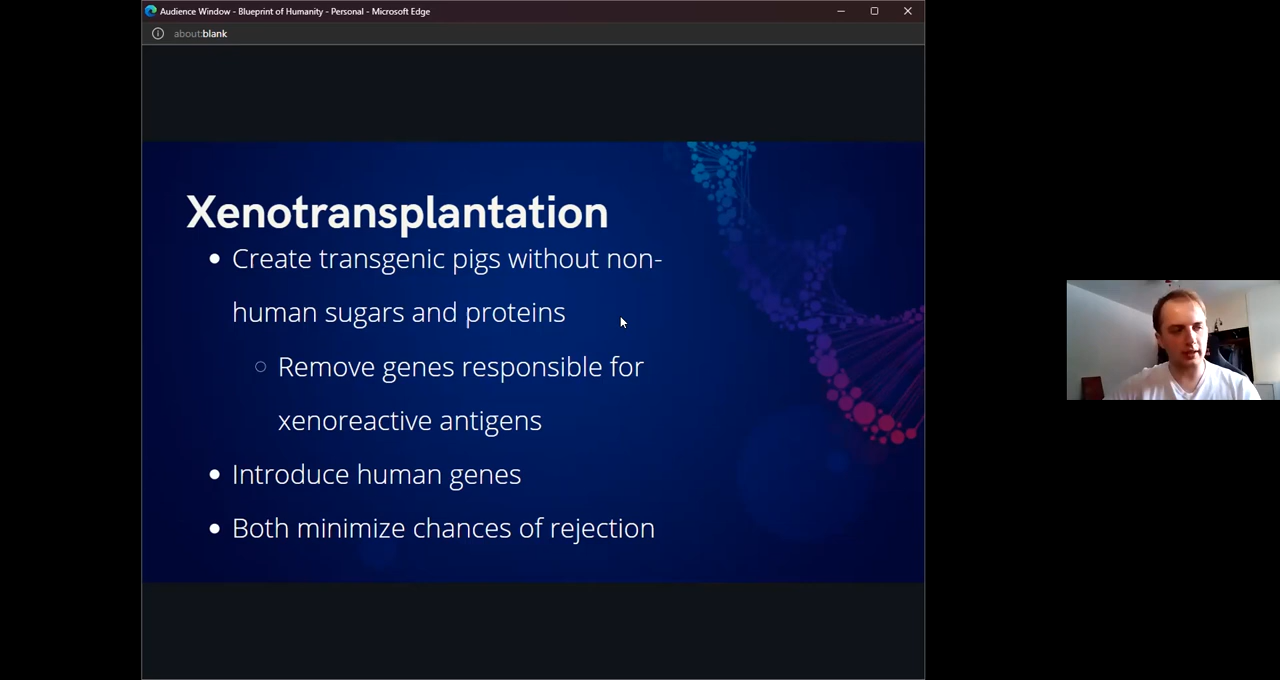 Audience Window - Blueprint of Humanity - Personal - Microsoft Edge
about:blank
Xenotransplantation
Create transgenic pigs without non-
human sugars and proteins
Remove genes responsible for
xenoreactive antigens
Introduce human genes
Both minimize chances of rejection